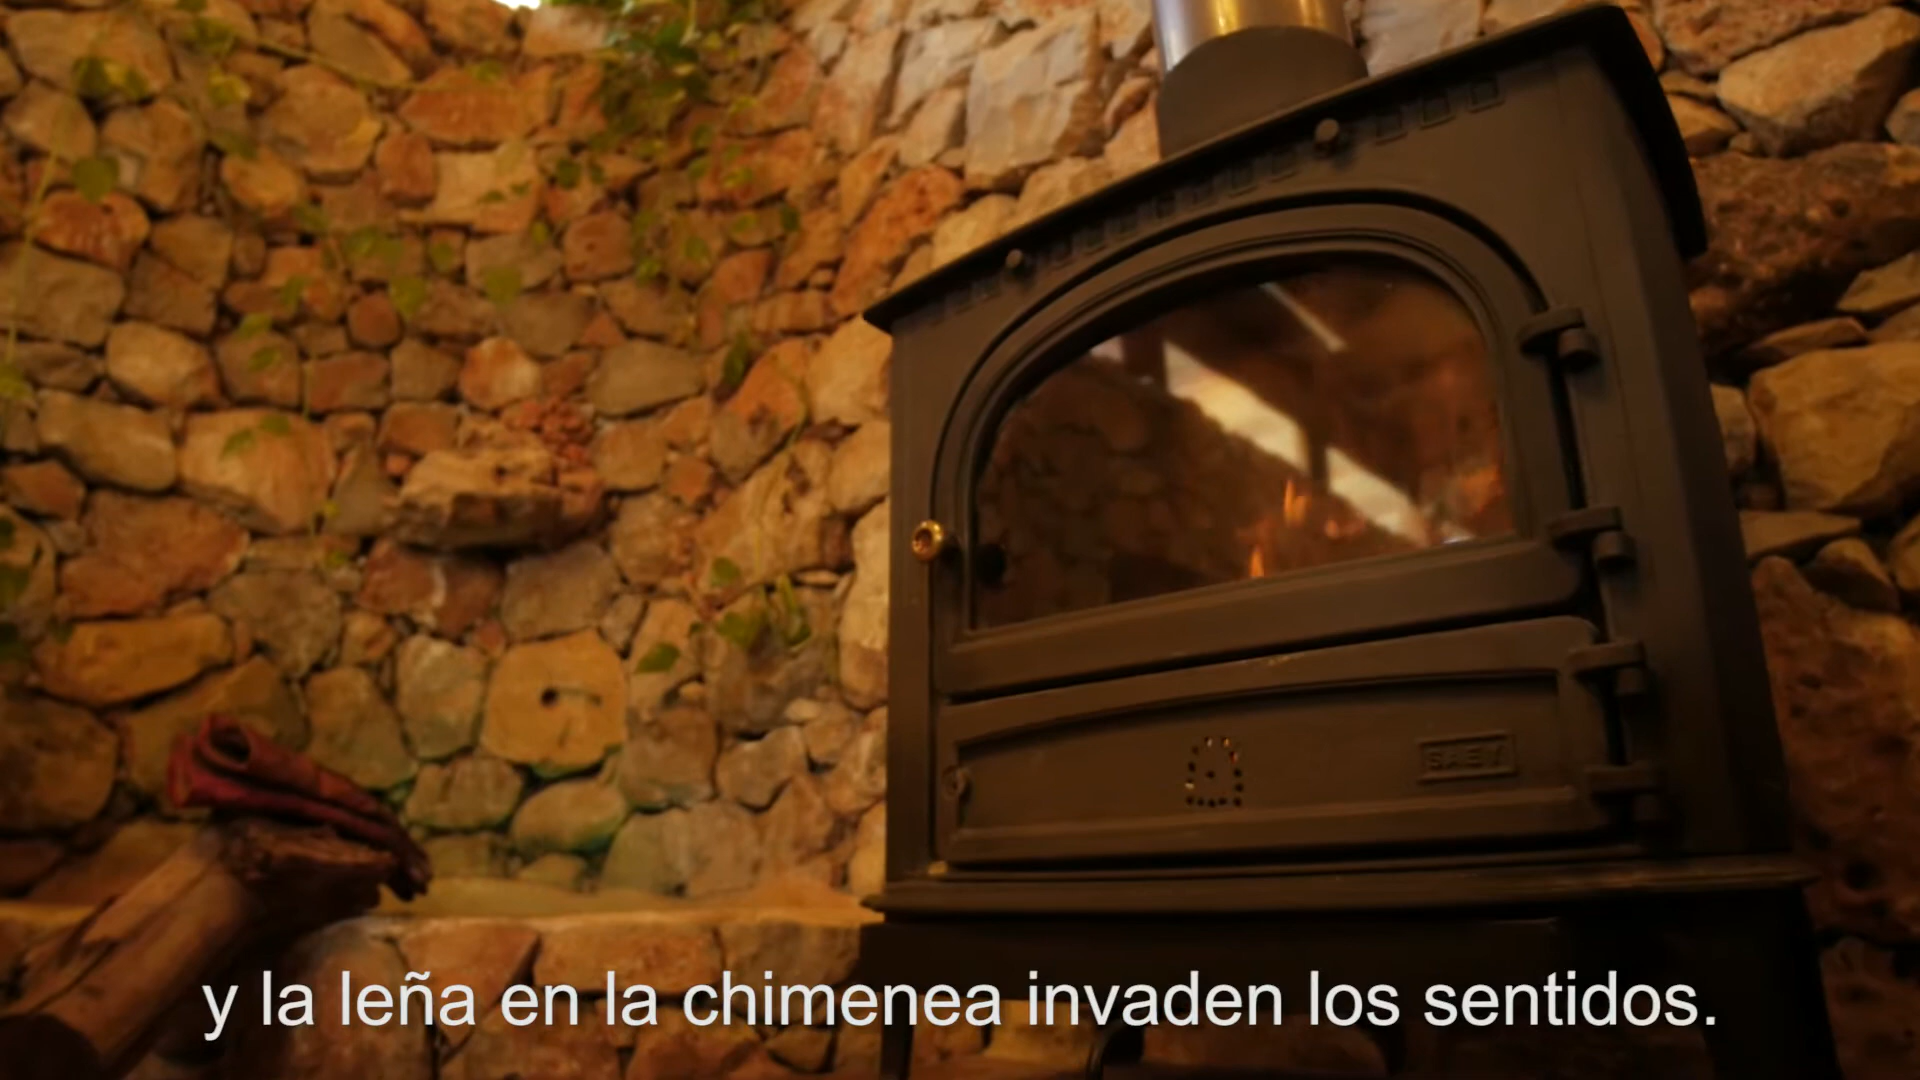 y la leña en la chimenea invaden los sentidos.